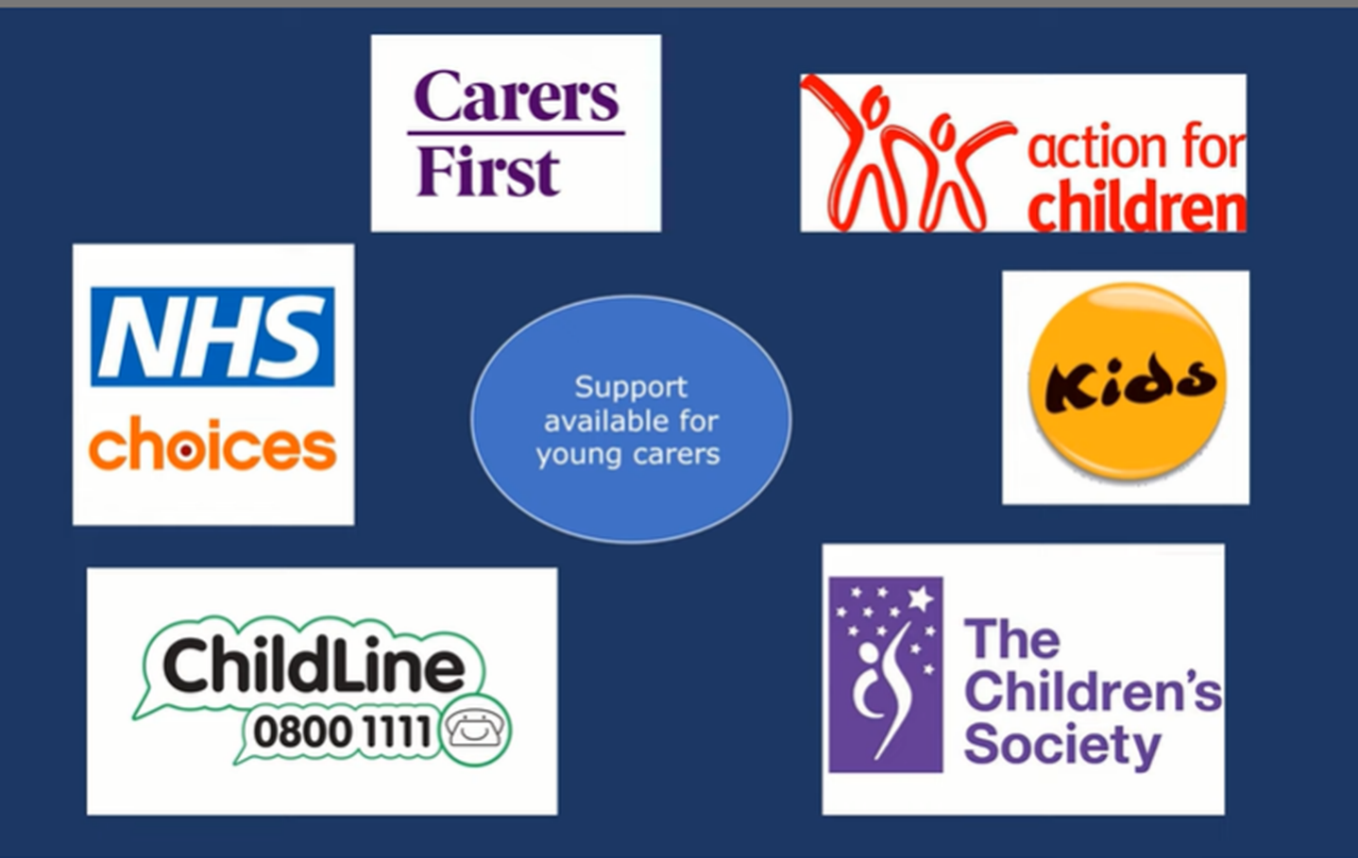 Carers
First
action for
children
NHS
choices
Support
available for
young carers
Kids
ChildLine
0800 1111
The
Children's
Society